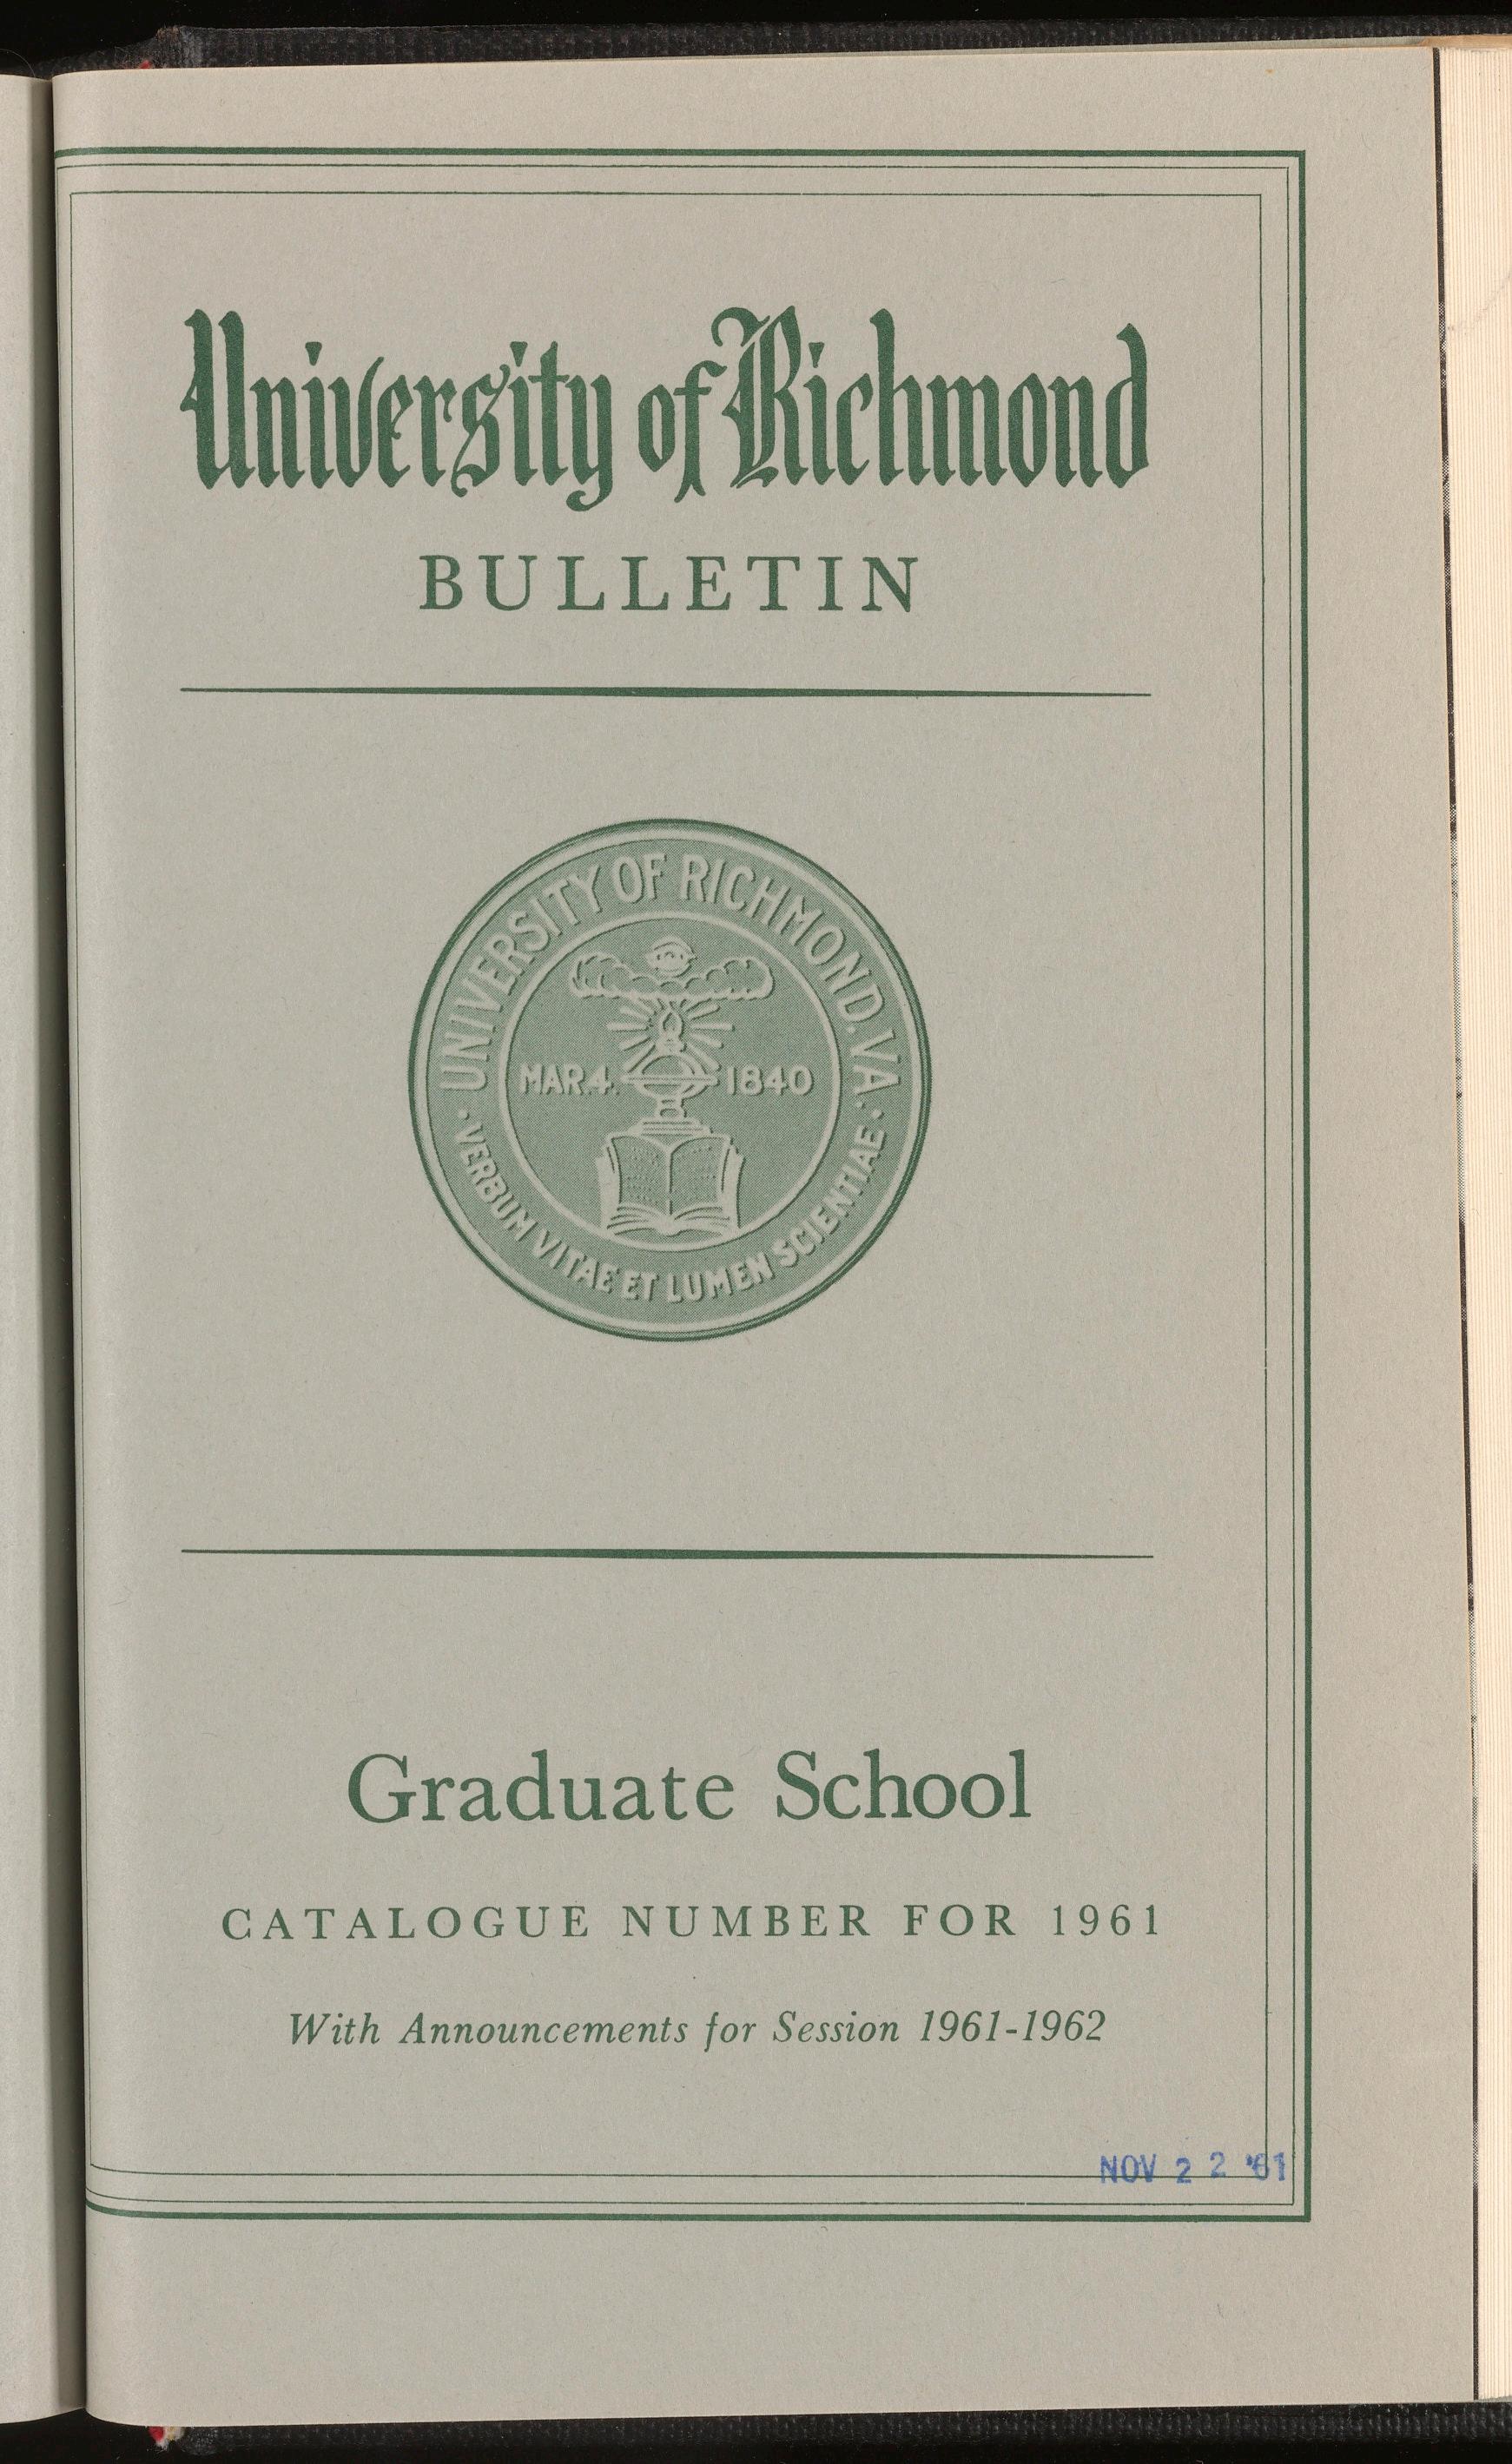 University of Richmond
BULLETIN
UNIVERSITY OF RICHMOND, VA.
MAR. 4. 1840
· VERBUM VITAE ET LUMEN SCIENTIAE ·
Graduate School
CATALOGUE NUMBER FOR 1961
With Announcements for Session 1961-1962
NOV 22 '61